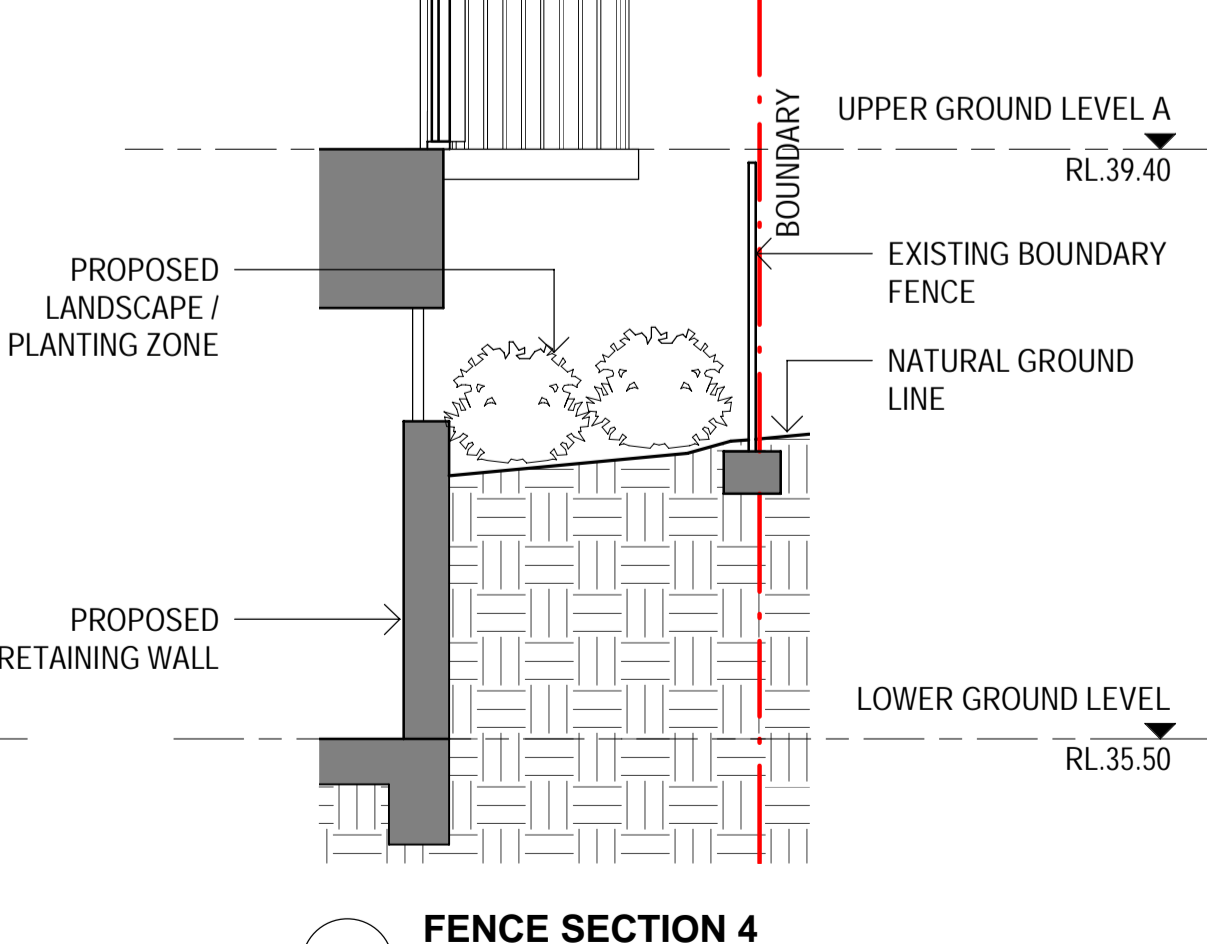 UPPER GROUND LEVEL A
RL.39.40
BOUNDARY
EXISTING BOUNDARY
FENCE
PROPOSED
LANDSCAPE /
PLANTING ZONE
NATURAL GROUND
LINE
PROPOSED
RETAINING WALL
LOWER GROUND LEVEL
RL.35.50
FENCE SECTION 4